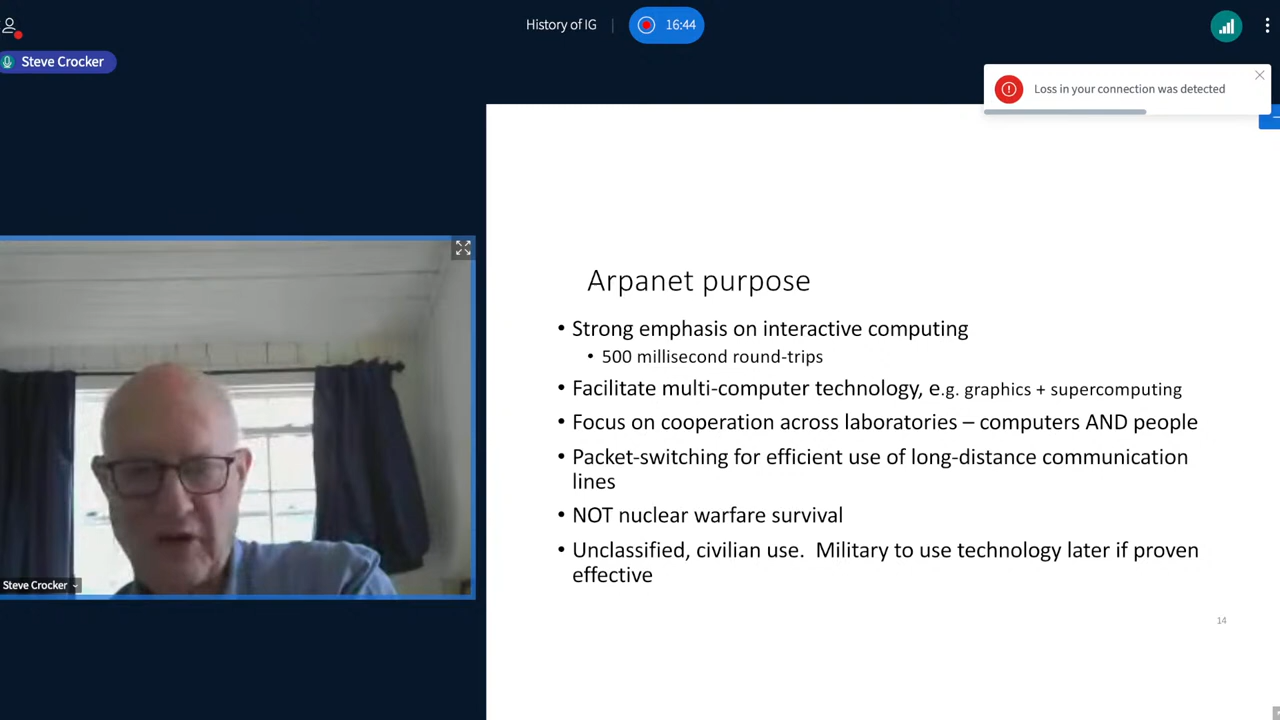 History of IG
16:44
Steve Crocker
Loss in your connection was detected
Arpanet purpose
• Strong emphasis on interactive computing
• 500 millisecond round-trips
• Facilitate multi-computer technology, e.g. graphics + supercomputing
• Focus on cooperation across laboratories – computers AND people
• Packet-switching for efficient use of long-distance communication
lines
• NOT nuclear warfare survival
• Unclassified, civilian use.  Military to use technology later if proven
effective
Steve Crocker
14